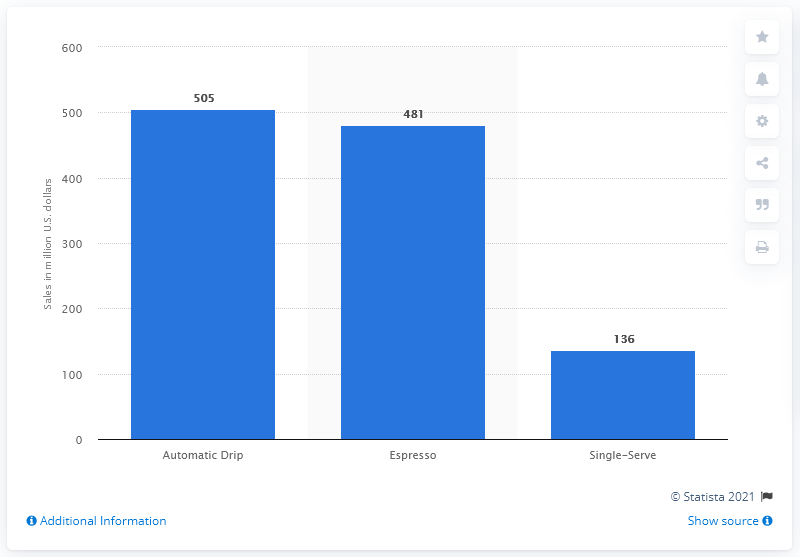 600
505
500
481
400
Sales in million U.S. dollars
300
200
136
100
0
Automatic Drip
Espresso
Single-Serve
© Statista 2021
Additional Information
Show source